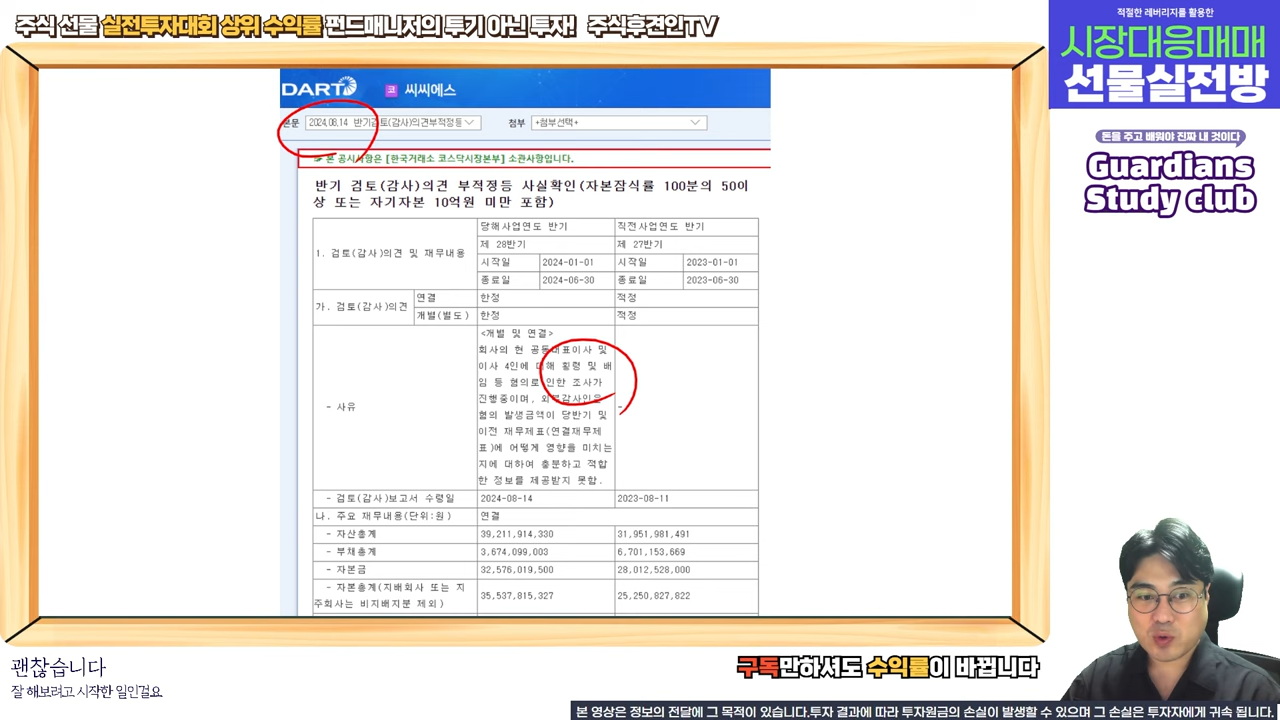 주식 선물 실전투자대회 상위 수익률 펀드매니저의 투기 아닌 투자! 주식후견인TV
적절한 레버리지를 활용한
시장대응매매
선물실전방
돈을 주고 배워야 진짜 내 것이다
Guardians
Study club
DART 코 씨씨에스
본문 2024.08.14 반기검토(감사)의견부적정등 첨부 +첨부선택+
본 공시사항은 [한국거래소 코스닥시장본부] 소관사항입니다.
반기 검토(감사)의견 부적정등 사실확인(자본잠식률 100분의 50이
상 또는 자기자본 10억원 미만 포함)
1. 검토(감사)의견 및 재무내용
당해사업연도 반기 직전사업연도 반기
제 28반기 제 27반기
시작일 2024-01-01 시작일 2023-01-01
종료일 2024-06-30 종료일 2023-06-30
가. 검토(감사)의견
연결 한정 적정
개별(별도) 한정 적정
- 사유
<개별 및 연결>
회사의 현 공동대표이사 및
이사 4인에 대해 횡령 및 배
임 등 혐의로 인한 조사가
진행중이며, 외부감사인은
혐의 발생금액이 당반기 및
이전 재무제표(연결재무제
표)에 어떻게 영향을 미치는
지에 대하여 충분하고 적합
한 정보를 제공받지 못함.
-
- 검토(감사)보고서 수령일 2024-08-14 2023-08-11
나. 주요 재무내용(단위:원) 연결
- 자산총계 39,211,914,330 31,951,981,491
- 부채총계 3,674,099,003 6,701,153,669
- 자본금 32,576,019,500 28,012,528,000
- 자본총계(지배회사 또는 지
주회사는 비지배지분 제외) 35,537,815,327 25,250,827,822
괜찮습니다
잘 해보려고 시작한 일인걸요
구독만하셔도 수익률이 바뀝니다
본 영상은 정보의 전달에 그 목적이 있습니다.투자 결과에 따라 투자원금의 손실이 발생할 수 있으며 그 손실은 투자자에게 귀속 됩니다.